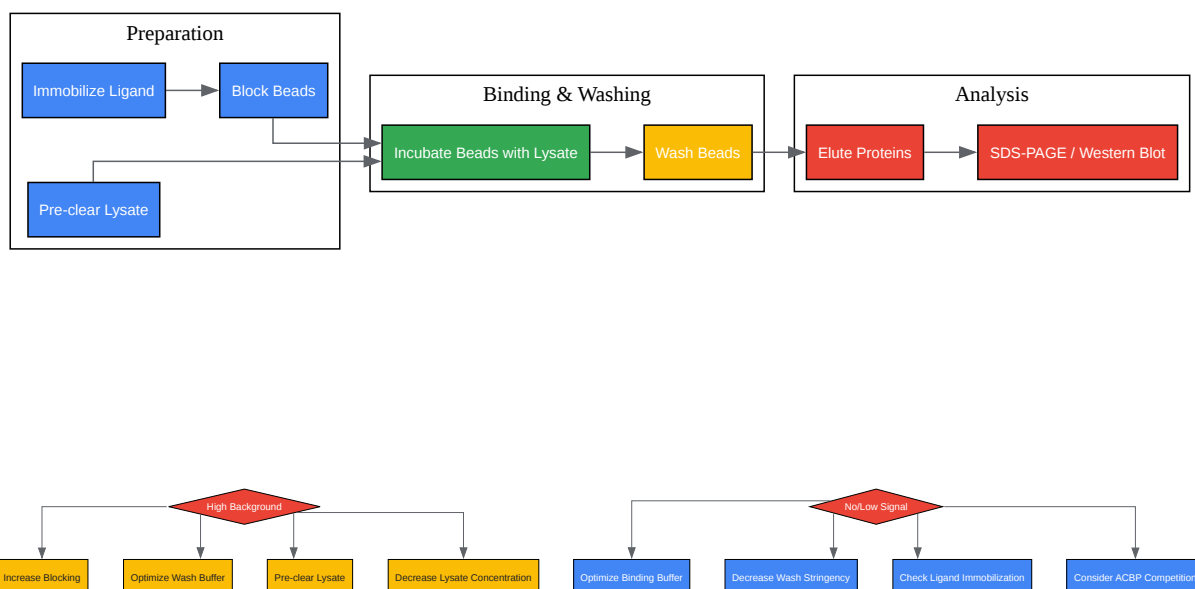 Preparation
Immobilize Ligand
Block Beads
Pre-clear Lysate
Binding & Washing
Incubate Beads with Lysate
Wash Beads
Analysis
Elute Proteins
SDS-PAGE / Western Blot
High Background
Increase Blocking
Optimize Wash Buffer
Pre-clear Lysate
Decrease Lysate Concentration
No/Low Signal
Optimize Binding Buffer
Decrease Wash Stringency
Check Ligand Immobilization
Consider ACBP Competition